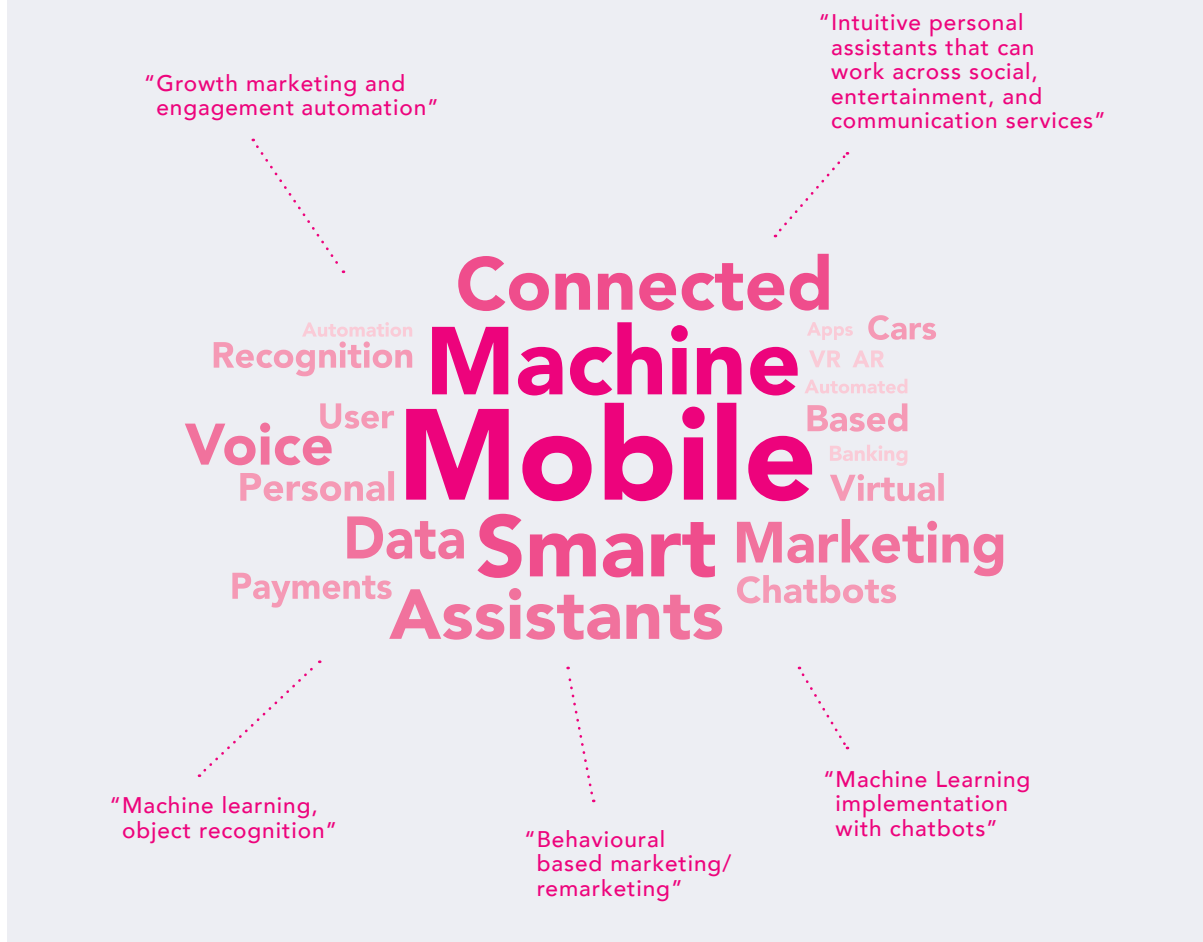 “Intuitive personal
assistants that can
work across social,
entertainment, and
communication services”
“Growth marketing and
engagement automation”
Connected
Automation
Recognition
Machine
Apps Cars
VR AR
Automated
User
Voice
Personal
Mobile
Based
Banking
Virtual
Data Smart Marketing
Payments Assistants Chatbots
“Machine learning,
object recognition”
“Behavioural
based marketing/
remarketing”
“Machine Learning
implementation
with chatbots”